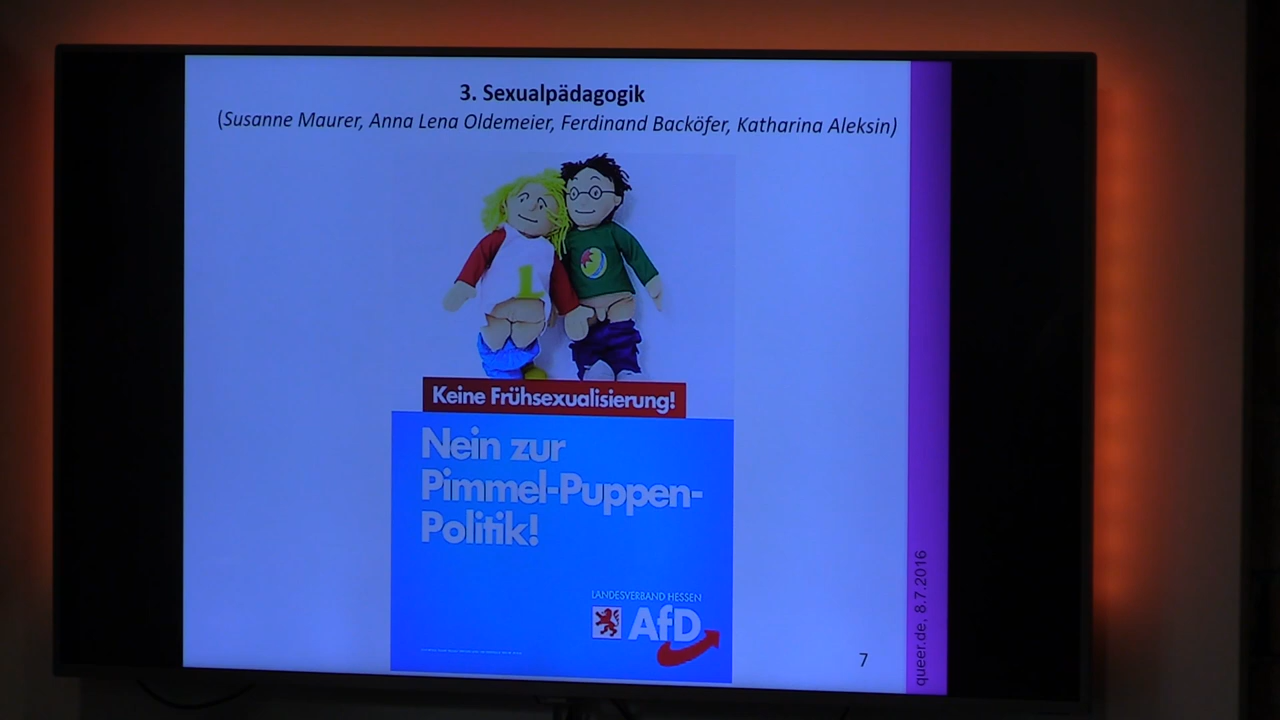 3. Sexualpädagogik
(Susanne Maurer, Anna Lena Oldemeier, Ferdinand Backöfer, Katharina Aleksin)
1
Keine Frühsexualisierung!
Nein zur
Pimmel-Puppen-
Politik!
LANDESVERBAND HESSEN
AfD
7
queer.de, 8.7.2016